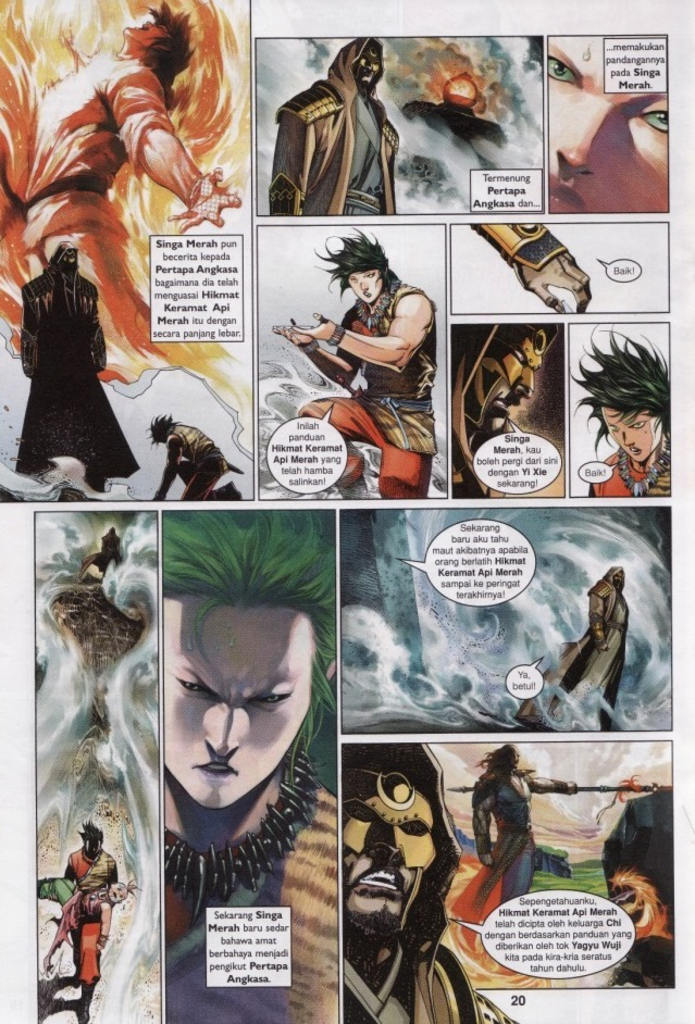 Singa Merah pun
becerita kepada
Pertapa Angkasa
bagaimana dia telah
menguasai Hikmat
Keramat Api
Merah itu dengan
secara panjang lebar.
Termenung
Pertapa
Angkasa dan...
...memakukan
pandangannya
pada Singa
Merah.
Inilah
panduan
Hikmat Keramat
Api Merah yang
telah hamba
salinkan!
Baik!
Singa
Merah, kau
boleh pergi dari sini
dengan Yi Xie
sekarang!
Baik!
Sekarang Singa
Merah baru sedar
bahawa amat
berbahaya menjadi
pengikut Pertapa
Angkasa.
Sekarang
baru aku tahu
maut akibatnya apabila
orang berlatih Hikmat
Keramat Api Merah
sampai ke peringat
terakhirnya!
Ya,
betul!
Sepengetahuanku,
Hikmat Keramat Api Merah
telah dicipta oleh keluarga Chi
dengan berdasarkan panduan yang
diberikan oleh tok Yagyu Wuji
kita pada kira-kria seratus
tahun dahulu.
20